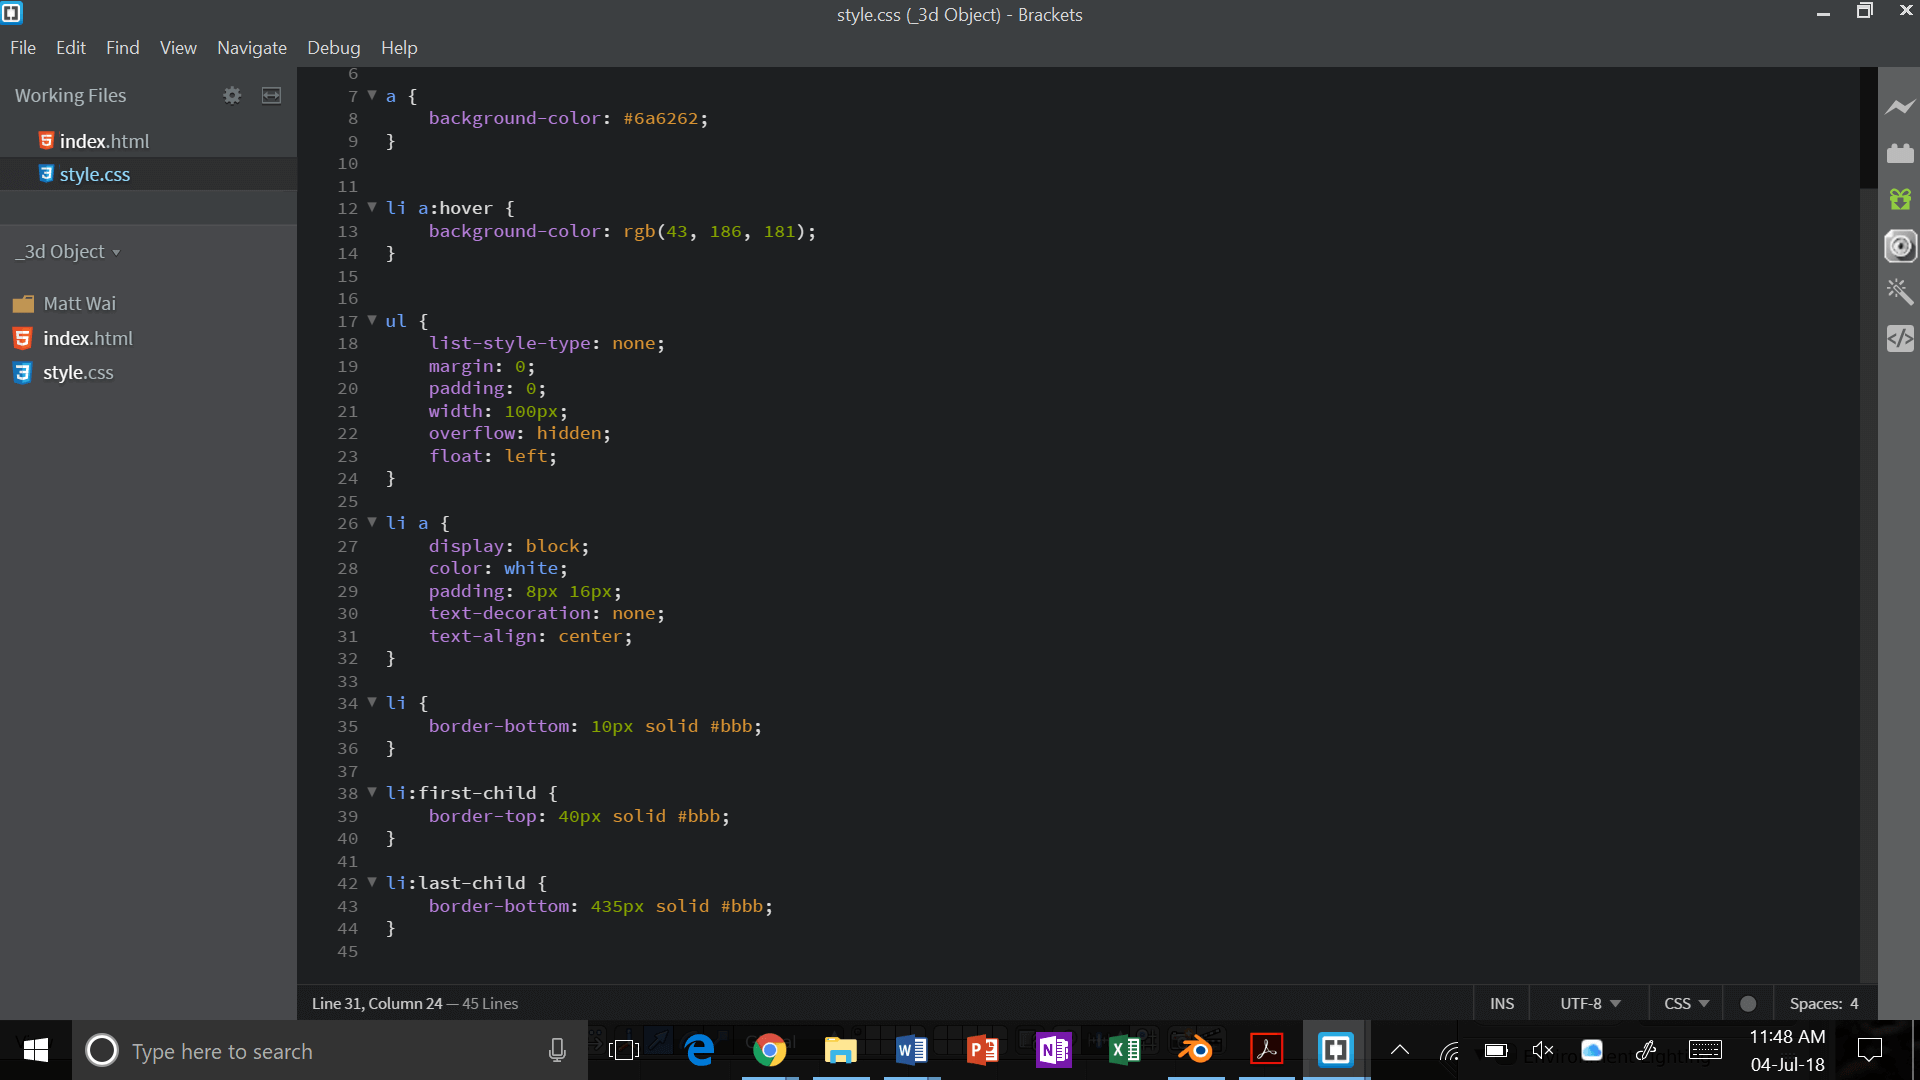 style.css (_3d Object) - Brackets
File Edit Find View Navigate Debug Help
Working Files
index.html
style.css
_3d Object
Matt Wai
index.html
style.css
6
7 a {
8 background-color: #6a6262;
9 }
10
11
12 li a:hover {
13 background-color: rgb(43, 186, 181);
14 }
15
16
17 ul {
18 list-style-type: none;
19 margin: 0;
20 padding: 0;
21 width: 100px;
22 overflow: hidden;
23 float: left;
24 }
25
26 li a {
27 display: block;
28 color: white;
29 padding: 8px 16px;
30 text-decoration: none;
31 text-align: center;
32 }
33
34 li {
35 border-bottom: 10px solid #bbb;
36 }
37
38 li:first-child {
39 border-top: 40px solid #bbb;
40 }
41
42 li:last-child {
43 border-bottom: 435px solid #bbb;
44 }
45
Line 31, Column 24 — 45 Lines
INS UTF-8 CSS Spaces: 4
Type here to search
11:48 AM
04-Jul-18